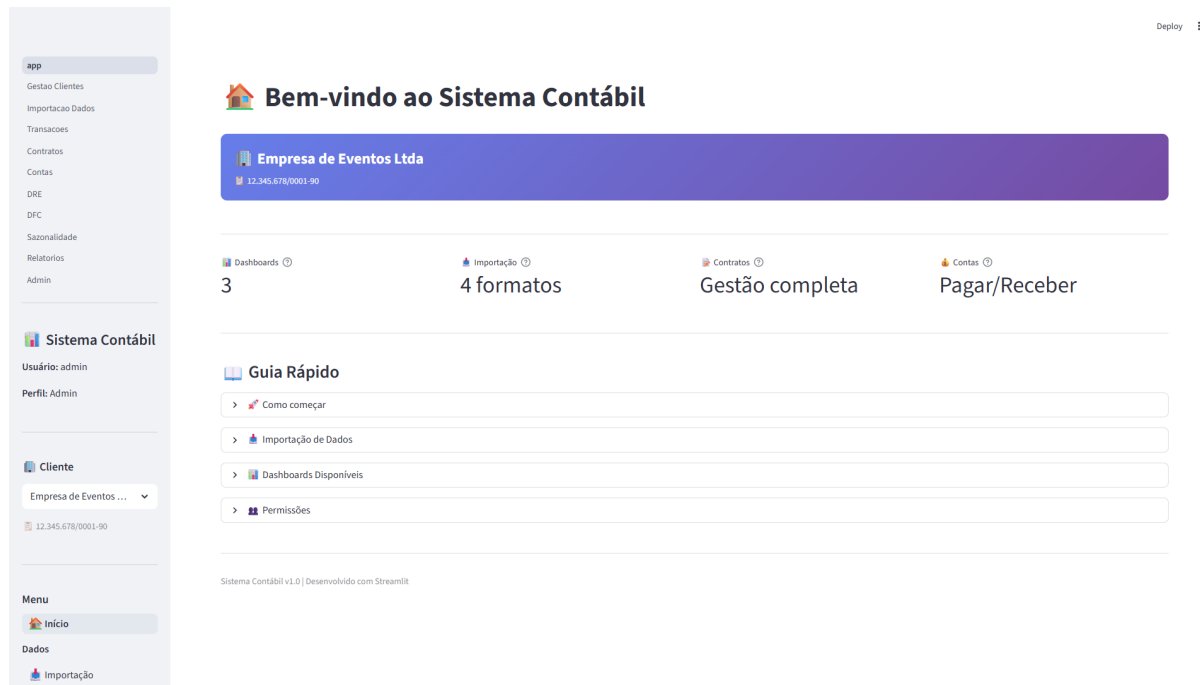 Deploy
app
Gestao Clientes
Importacao Dados
Transacoes
Contratos
Contas
DRE
DFC
Sazonalidade
Relatorios
Admin
Sistema Contábil
Usuário: admin
Perfil: Admin
Cliente
Empresa de Eventos ...
12.345.678/0001-90
Menu
Início
Dados
Importação
Bem-vindo ao Sistema Contábil
Empresa de Eventos Ltda
12.345.678/0001-90
Dashboards
3
Importação
4 formatos
Contratos
Gestão completa
Contas
Pagar/Receber
Guia Rápido
Como começar
Importação de Dados
Dashboards Disponíveis
Permissões
Sistema Contábil v1.0 | Desenvolvido com Streamlit